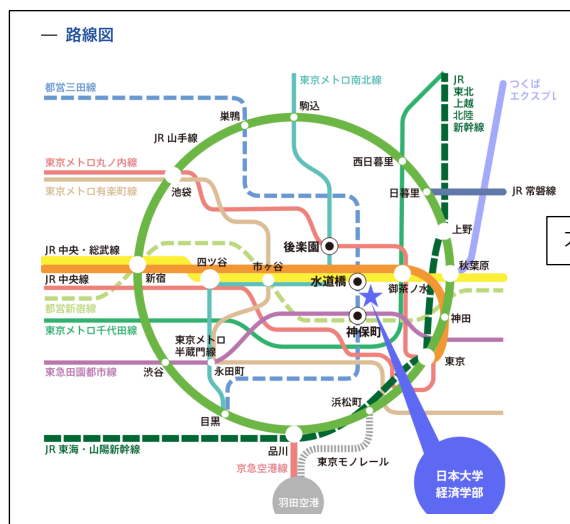 ― 路線図
都営三田線
東京メトロ南北線
JR
東北
上越
北陸
新幹線
つくば
エクスプレ
巣鴨
駒込
JR 山手線
東京メトロ丸ノ内線
東京メトロ有楽町線
池袋
西日暮里
日暮里
JR 常磐線
上野
後楽園
JR 中央・総武線
四ツ谷
市ヶ谷
水道橋
御茶ノ水
秋葉原
JR 中央線
新宿
都営新宿線
神保町
神田
東京メトロ千代田線
東京メトロ
半蔵門線
永田町
東京
東急田園都市線
渋谷
目黒
浜松町
JR 東海・山陽新幹線
品川
東京モノレール
京急空港線
羽田空港
日本大学
経済学部